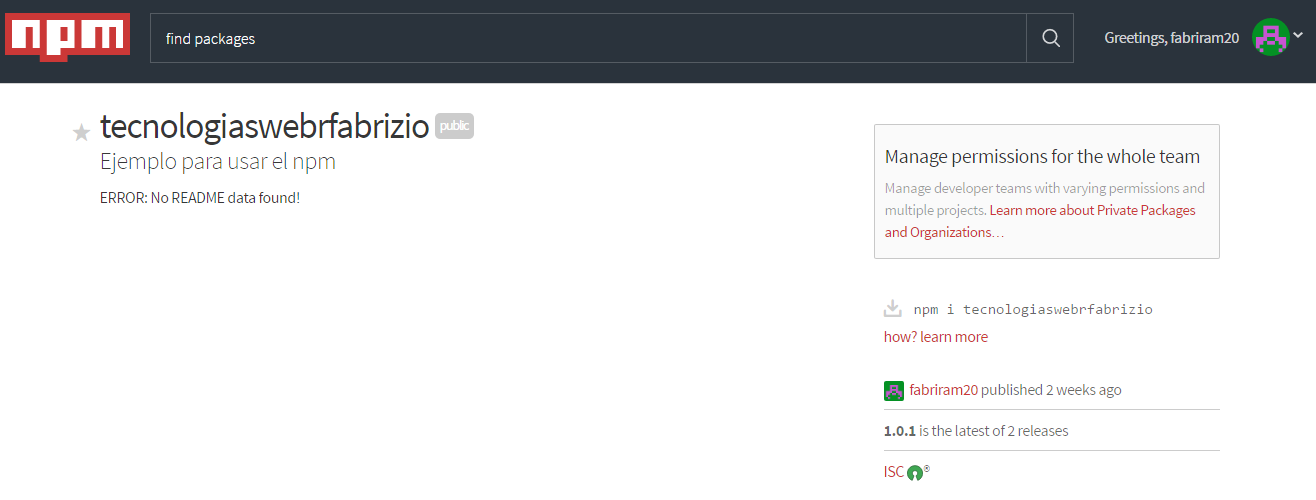 npm
find packages
Greetings, fabriram20
tecnologiaswebrfabrizio public
Ejemplo para usar el npm
ERROR: No README data found!
Manage permissions for the whole team
Manage developer teams with varying permissions and
multiple projects. Learn more about Private Packages
and Organizations…
npm i tecnologiaswebrfabrizio
how? learn more
fabriram20 published 2 weeks ago
1.0.1 is the latest of 2 releases
ISC ®